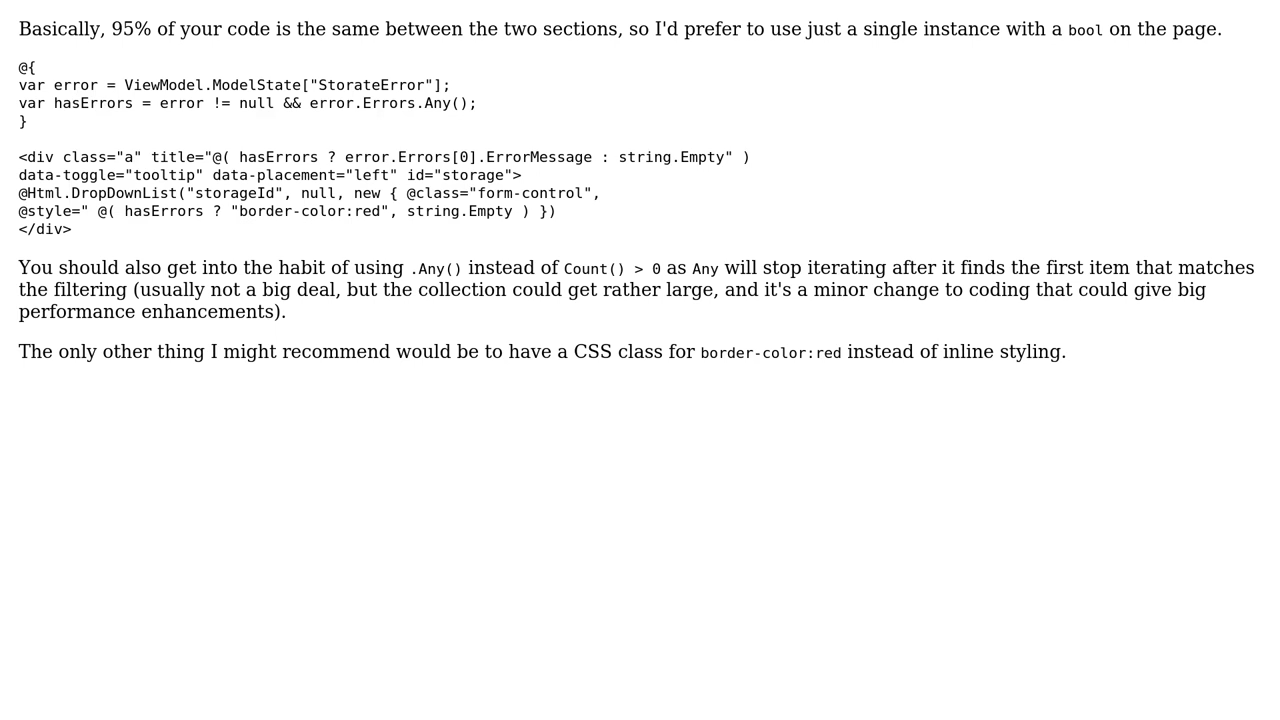 Basically, 95% of your code is the same between the two sections, so I'd prefer to use just a single instance with a bool on the page.
@{
var error = ViewModel.ModelState["StorateError"];
var hasErrors = error != null && error.Errors.Any();
}
<div class="a" title="@( hasErrors ? error.Errors[0].ErrorMessage : string.Empty" )
data-toggle="tooltip" data-placement="left" id="storage">
@Html.DropDownList("storageId", null, new { @class="form-control",
@style=" @( hasErrors ? "border-color:red", string.Empty ) })
</div>
You should also get into the habit of using .Any() instead of Count() > 0 as Any will stop iterating after it finds the first item that matches
the filtering (usually not a big deal, but the collection could get rather large, and it's a minor change to coding that could give big
performance enhancements).
The only other thing I might recommend would be to have a CSS class for border-color:red instead of inline styling.